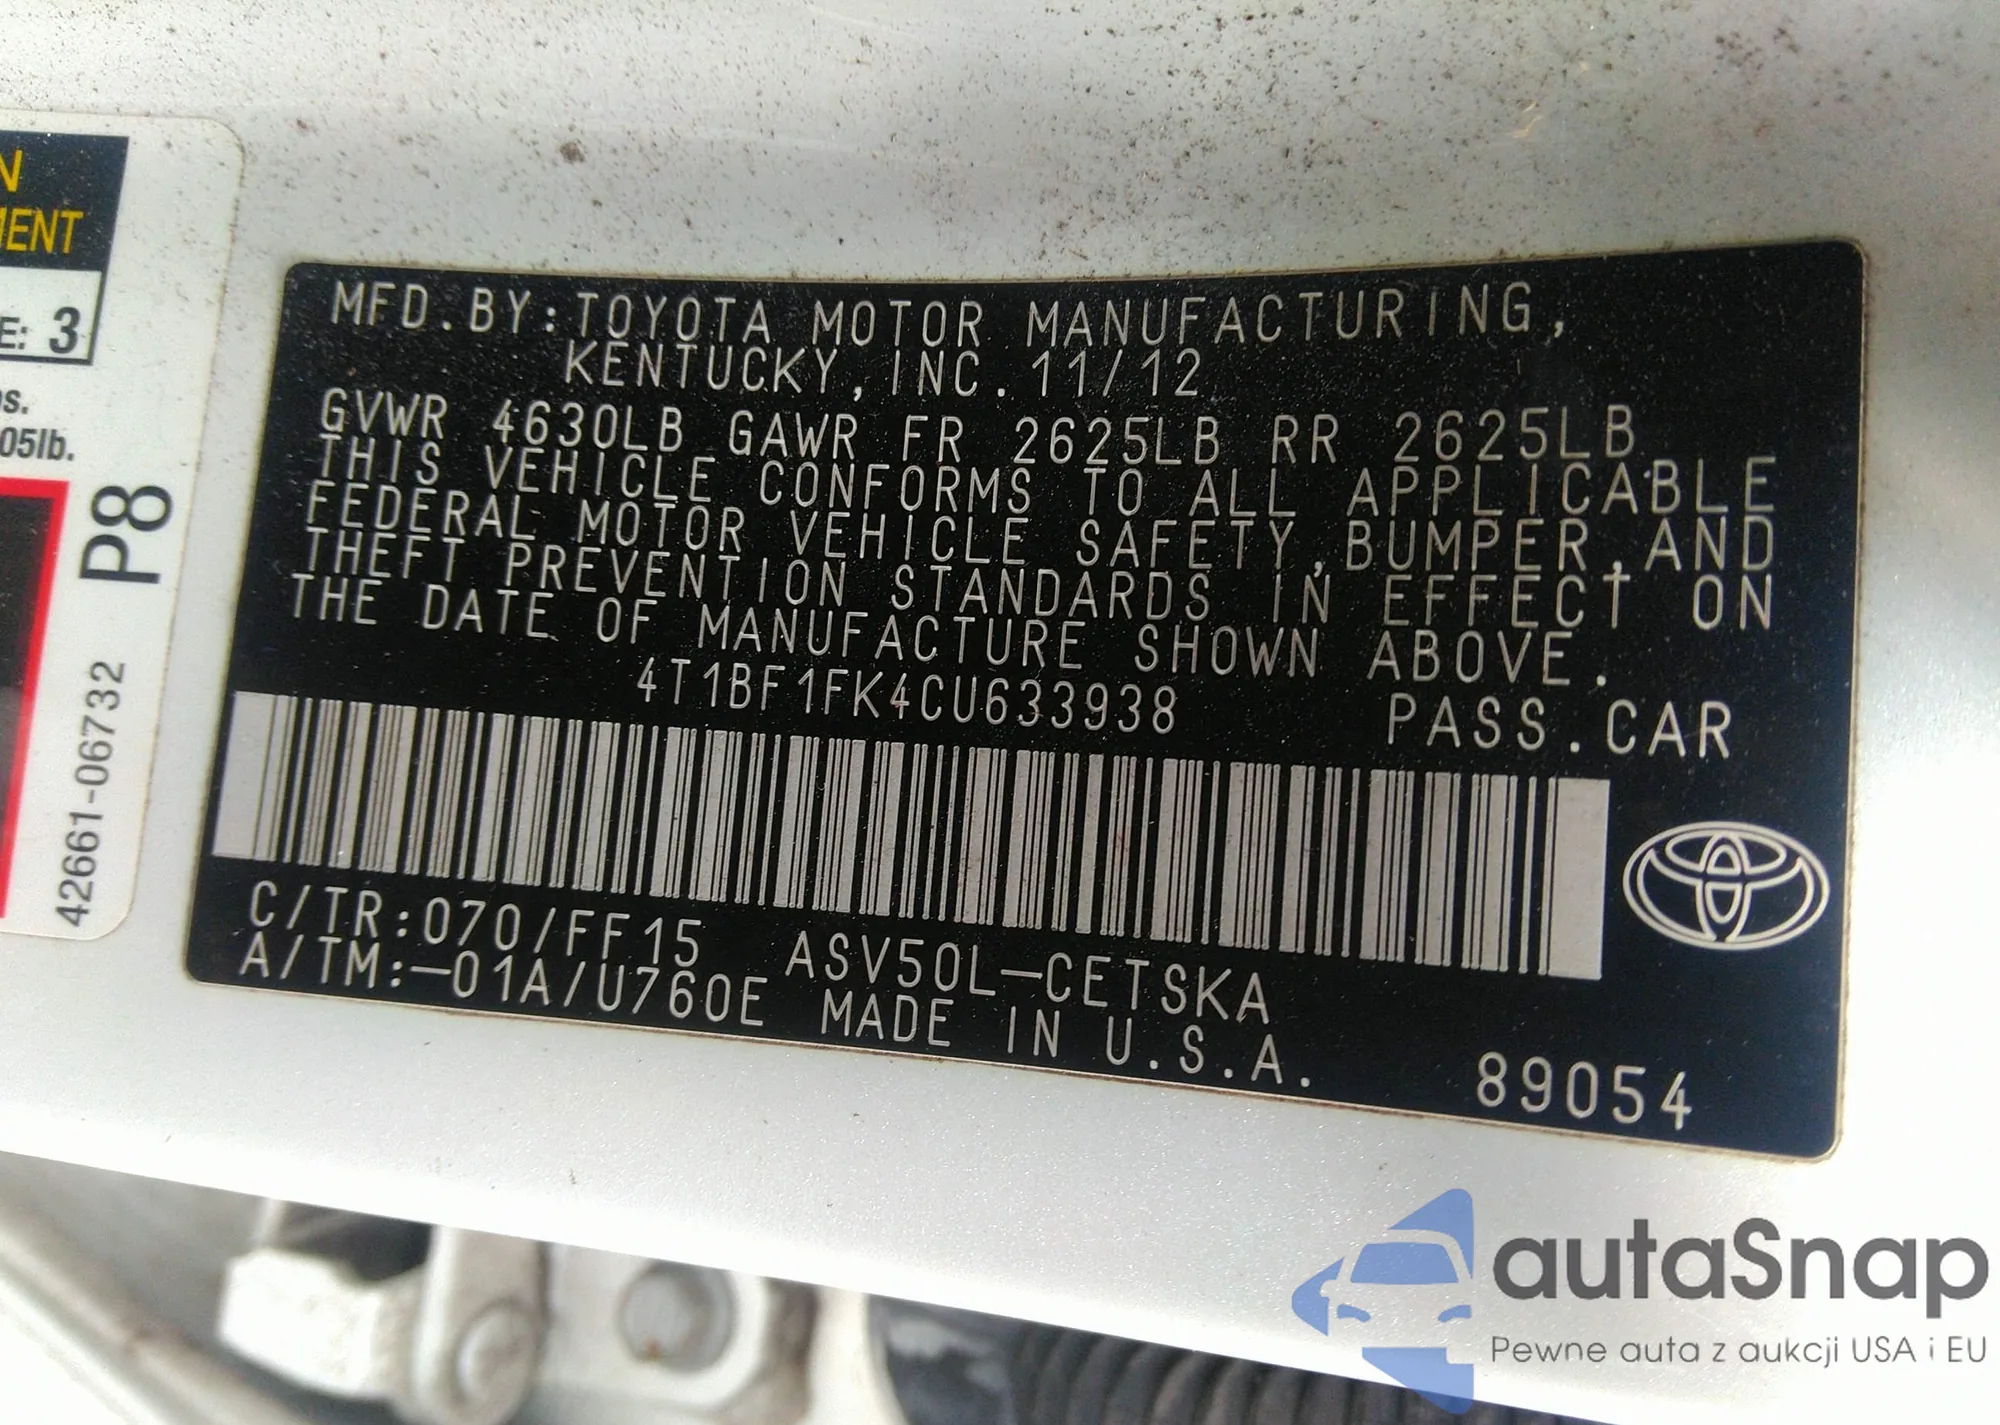 N
MENT
E: 3
s.
05lb.
P8
42661-06732
MFD.BY:TOYOTA MOTOR MANUFACTURING,
KENTUCKY,INC.11/12
GVWR 4630LB GAWR FR 2625LB RR 2625LB
THIS VEHICLE CONFORMS TO ALL APPLICABLE
FEDERAL MOTOR VEHICLE SAFETY,BUMPER,AND
THEFT PREVENTION STANDARDS IN EFFECT ON
THE DATE OF MANUFACTURE SHOWN ABOVE.
4T1BF1FK4CU633938 PASS.CAR
C/TR:070/FF15 ASV50L-CETSKA
A/TM:-01A/U760E MADE IN U.S.A.
89054
autaSnap
Pewne auta z aukcji USA i EU